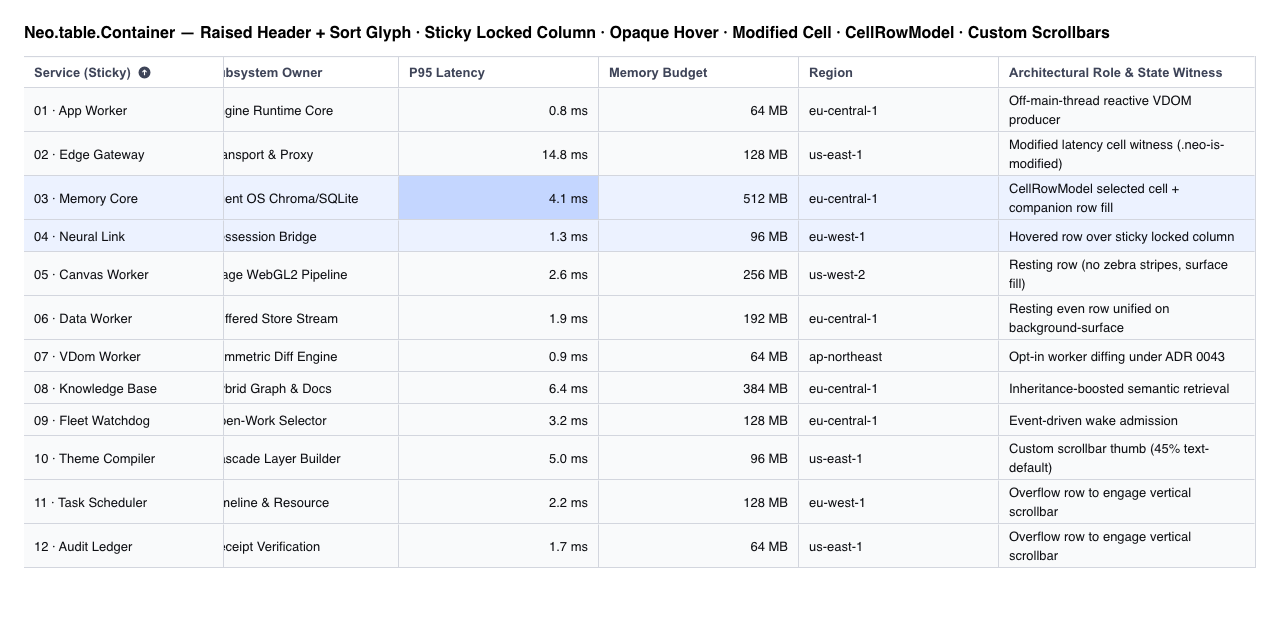 Neo.table.Container — Raised Header + Sort Glyph · Sticky Locked Column · Opaque Hover · Modified Cell · CellRowModel · Custom Scrollbars
Service (Sticky) bsystem Owner P95 Latency Memory Budget Region Architectural Role & State Witness
01 · App Worker gine Runtime Core 0.8 ms 64 MB eu-central-1 Off-main-thread reactive VDOM
producer
02 · Edge Gateway ansport & Proxy 14.8 ms 128 MB us-east-1 Modified latency cell witness (.neo-is-
modified)
03 · Memory Core ent OS Chroma/SQLite 4.1 ms 512 MB eu-central-1 CellRowModel selected cell +
companion row fill
04 · Neural Link ssession Bridge 1.3 ms 96 MB eu-west-1 Hovered row over sticky locked column
05 · Canvas Worker age WebGL2 Pipeline 2.6 ms 256 MB us-west-2 Resting row (no zebra stripes, surface
fill)
06 · Data Worker ffered Store Stream 1.9 ms 192 MB eu-central-1 Resting even row unified on
background-surface
07 · VDom Worker mmetric Diff Engine 0.9 ms 64 MB ap-northeast Opt-in worker diffing under ADR 0043
08 · Knowledge Base brid Graph & Docs 6.4 ms 384 MB eu-central-1 Inheritance-boosted semantic retrieval
09 · Fleet Watchdog en-Work Selector 3.2 ms 128 MB eu-central-1 Event-driven wake admission
10 · Theme Compiler scade Layer Builder 5.0 ms 96 MB us-east-1 Custom scrollbar thumb (45% text-
default)
11 · Task Scheduler meline & Resource 2.2 ms 128 MB eu-west-1 Overflow row to engage vertical
scrollbar
12 · Audit Ledger ceipt Verification 1.7 ms 64 MB us-east-1 Overflow row to engage vertical
scrollbar